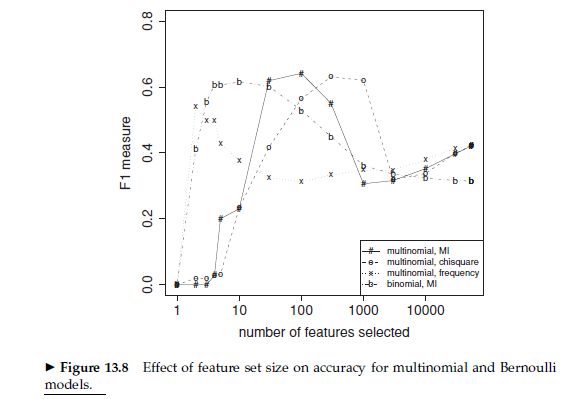 0.8
0.6
0.4
0.2
0.0
F1 measure
# multinomial, MI
o multinomial, chisquare
x multinomial, frequency
b binomial, MI
1 10 100 1000 10000
number of features selected
► Figure 13.8 Effect of feature set size on accuracy for multinomial and Bernoulli
models.